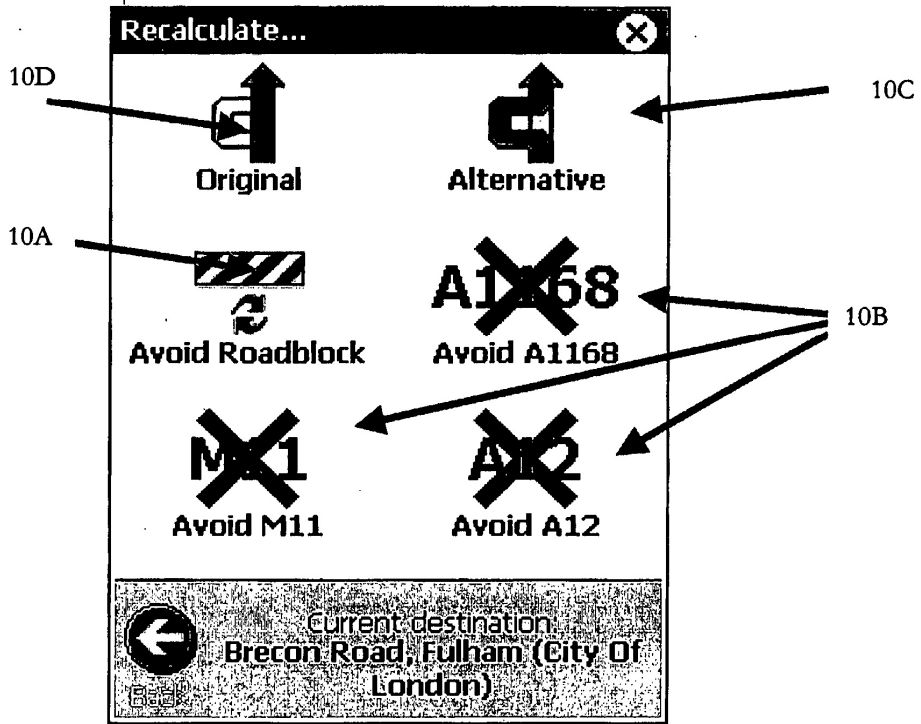 Recalculate...
10D
10C
Original
Alternative
10A
A1168
10B
Avoid Roadblock
Avoid A1168
M11
A12
Avoid M11
Avoid A12
Current destination
Brecon Road, Fulham (City Of
London)
Back